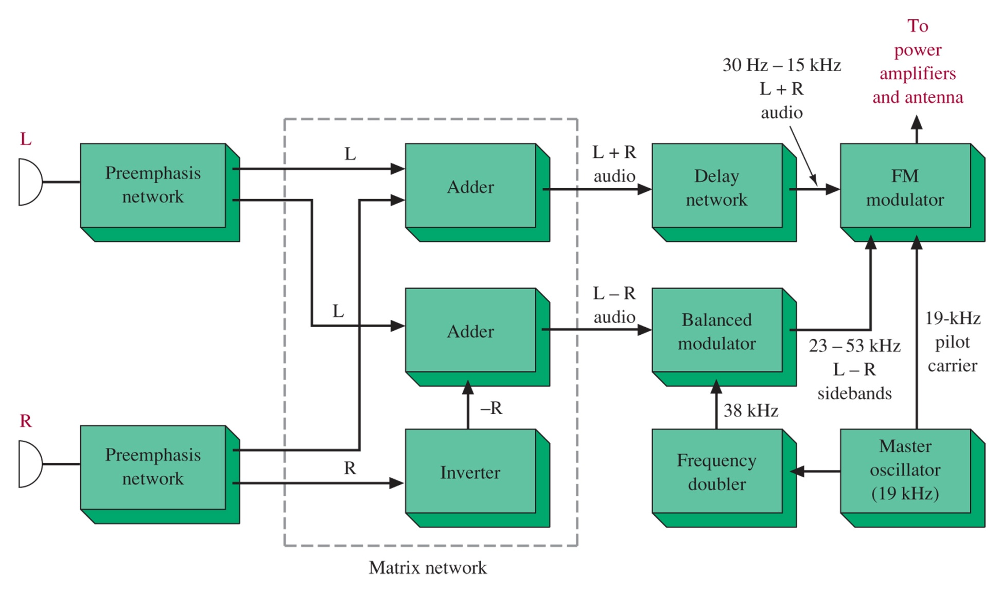 To
power
amplifiers
and antenna
30 Hz – 15 kHz
L + R
audio
L
Preemphasis
network
L
Adder
L + R
audio
Delay
network
FM
modulator
L
Adder
L – R
audio
Balanced
modulator
23 – 53 kHz
L – R
sidebands
19-kHz
pilot
carrier
–R
38 kHz
R
Preemphasis
network
R
Inverter
Frequency
doubler
Master
oscillator
(19 kHz)
Matrix network